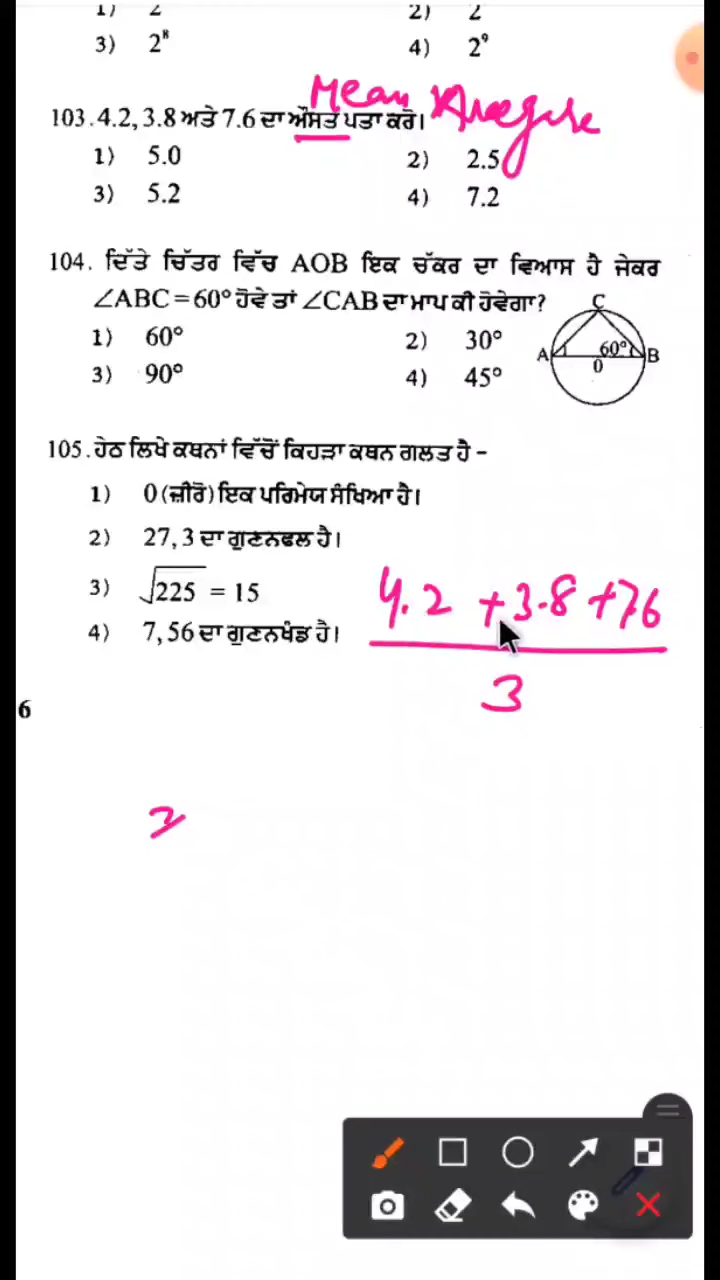 1) 2 2) 2
3) 2⁸ 4) 2⁹
Mean Average
103. 4.2, 3.8 ਅਤੇ 7.6 ਦਾ ਔਸਤ ਪਤਾ ਕਰੋ।
1) 5.0 2) 2.5
3) 5.2 4) 7.2
104. ਦਿੱਤੇ ਚਿੱਤਰ ਵਿੱਚ AOB ਇਕ ਚੱਕਰ ਦਾ ਵਿਆਸ ਹੈ ਜੇਕਰ
∠ABC = 60° ਹੋਵੇ ਤਾਂ ∠CAB ਦਾ ਮਾਪ ਕੀ ਹੋਵੇਗਾ?
C
1) 60° 2) 30°
A 60° B
0
3) 90° 4) 45°
105. ਹੇਠ ਲਿਖੇ ਕਥਨਾਂ ਵਿੱਚੋਂ ਕਿਹੜਾ ਕਥਨ ਗਲਤ ਹੈ -
1) 0 (ਜ਼ੀਰੋ) ਇਕ ਪਰਿਮੇਯ ਸੰਖਿਆ ਹੈ।
2) 27, 3 ਦਾ ਗੁਣਨਫਲ ਹੈ।
3) √225 = 15
4.2 + 3.8 + 7.6
4) 7, 56 ਦਾ ਗੁਣਨਖੰਡ ਹੈ।
3
6